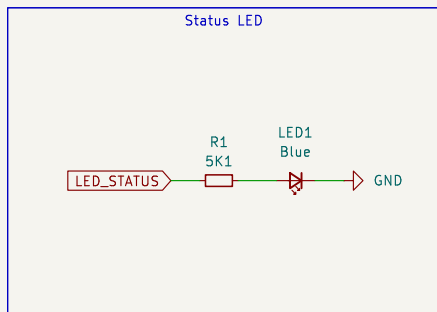 Status LED
R1
5K1
LED1
Blue
LED_STATUS
GND